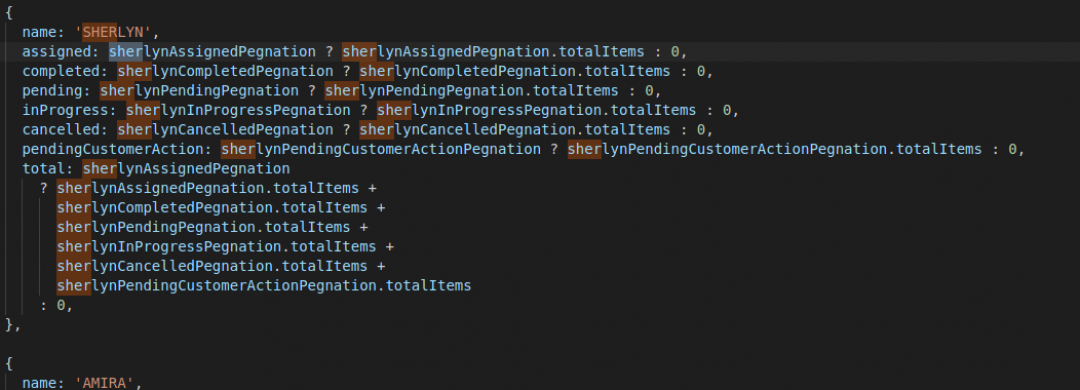 {
name: 'SHERLYN',
assigned: sherlynAssignedPegnation ? sherlynAssignedPegnation.totalItems : 0,
completed: sherlynCompletedPegnation ? sherlynCompletedPegnation.totalItems : 0,
pending: sherlynPendingPegnation ? sherlynPendingPegnation.totalItems : 0,
inProgress: sherlynInProgressPegnation ? sherlynInProgressPegnation.totalItems : 0,
cancelled: sherlynCancelledPegnation ? sherlynCancelledPegnation.totalItems : 0,
pendingCustomerAction: sherlynPendingCustomerActionPegnation ? sherlynPendingCustomerActionPegnation.totalItems : 0,
total: sherlynAssignedPegnation
? sherlynAssignedPegnation.totalItems +
sherlynCompletedPegnation.totalItems +
sherlynPendingPegnation.totalItems +
sherlynInProgressPegnation.totalItems +
sherlynCancelledPegnation.totalItems +
sherlynPendingCustomerActionPegnation.totalItems
: 0,
},
{
name: 'AMIRA',